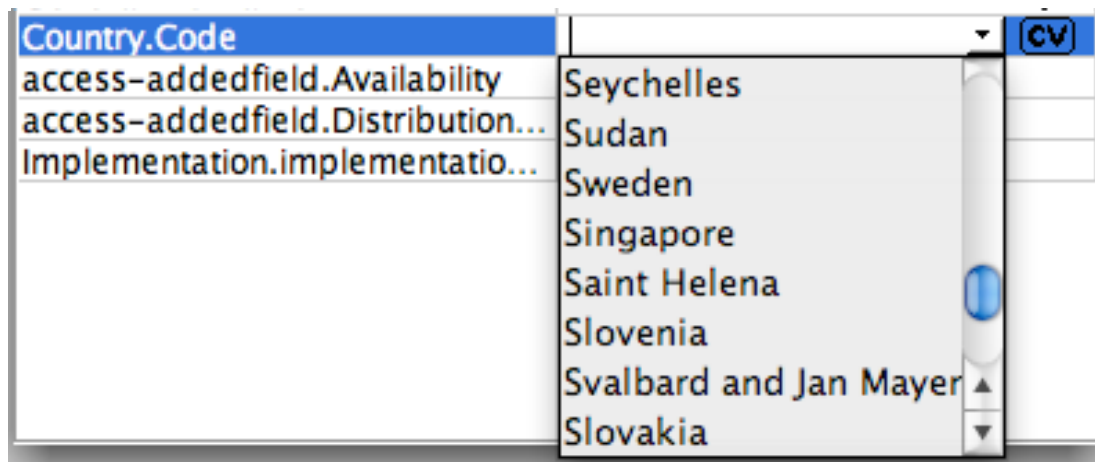 Country.Code
CV
access-addedfield.Availability
access-addedfield.Distribution...
Implementation.implementatio...
Seychelles
Sudan
Sweden
Singapore
Saint Helena
Slovenia
Svalbard and Jan Mayen
Slovakia